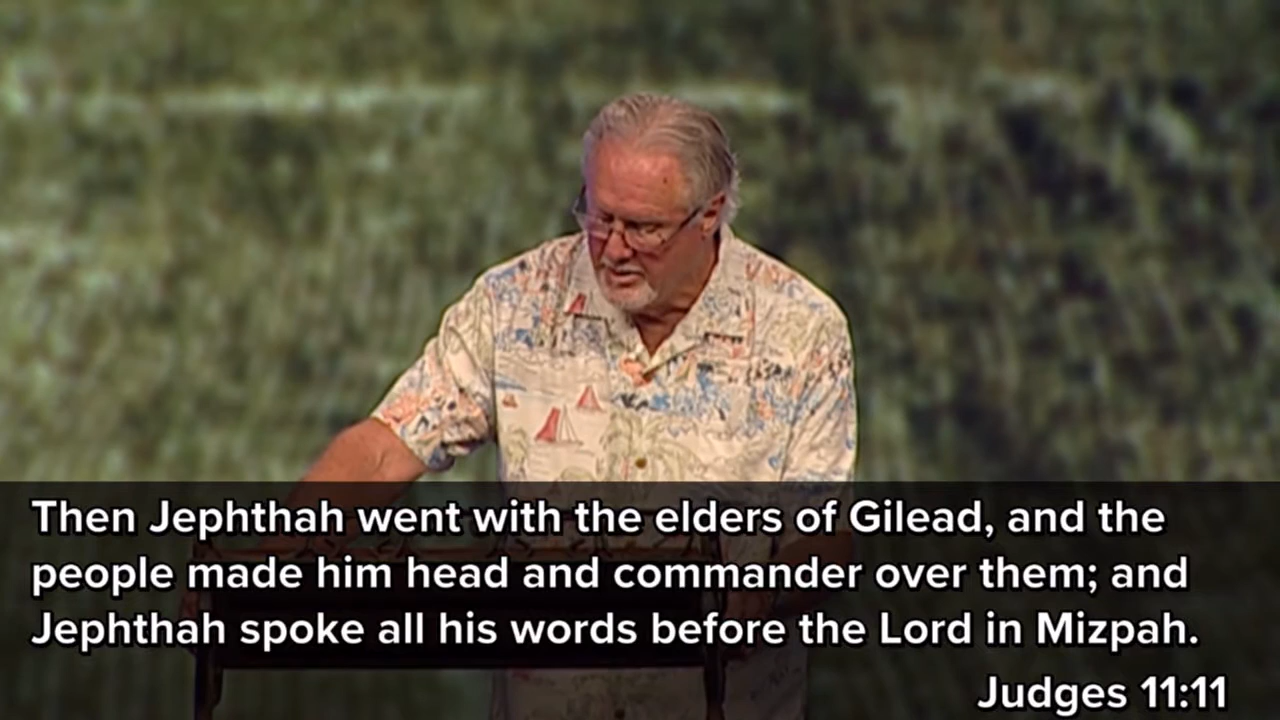 Then Jephthah went with the elders of Gilead, and the
people made him head and commander over them; and
Jephthah spoke all his words before the Lord in Mizpah.
Judges 11:11